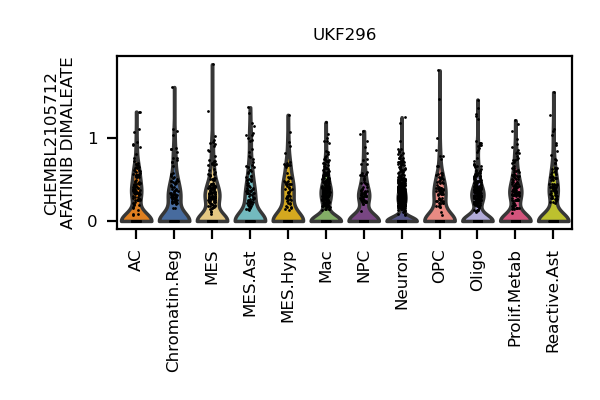 UKF296
CHEMBL2105712
AFATINIB DIMALEATE
1
0
AC
Chromatin.Reg
MES
MES.Ast
MES.Hyp
Mac
NPC
Neuron
OPC
Oligo
Prolif.Metab
Reactive.Ast